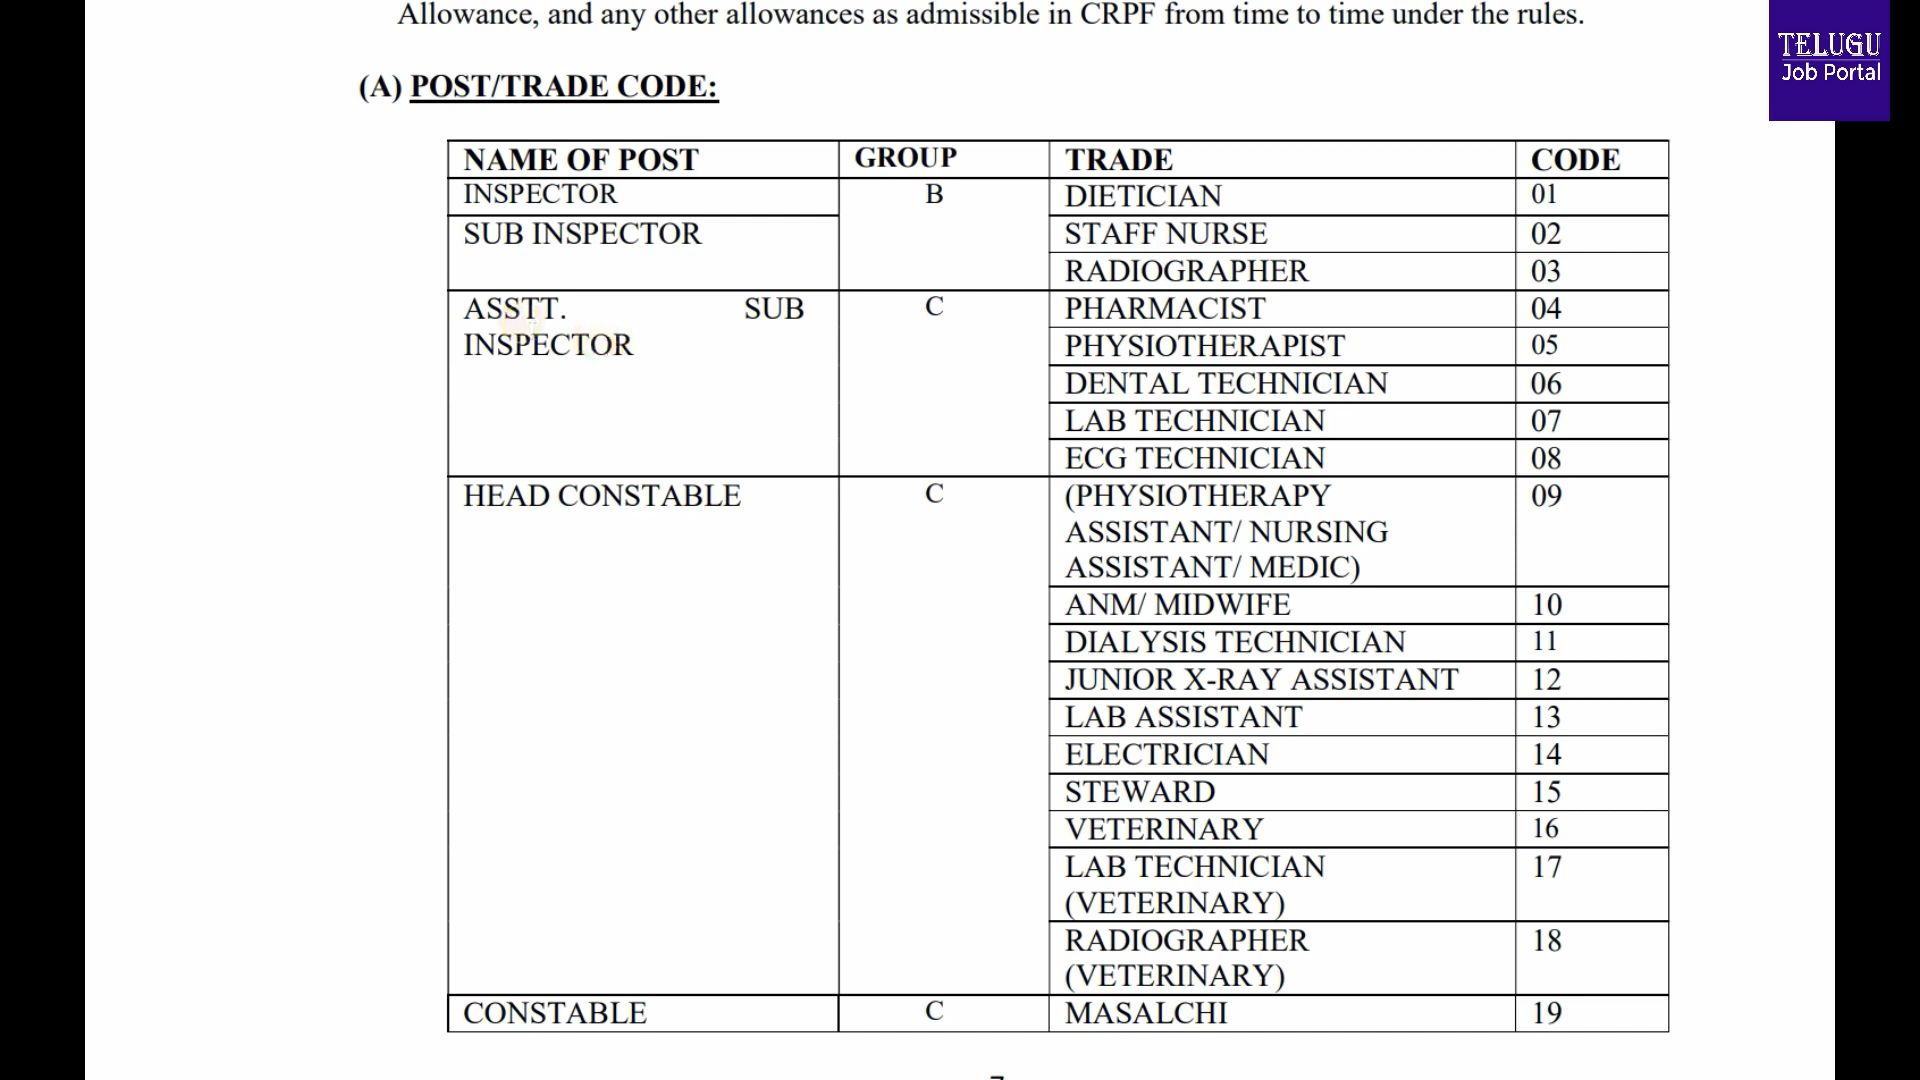 Allowance, and any other allowances as admissible in CRPF from time to time under the rules.
TELUGU
Job Portal
(A) POST/TRADE CODE:
NAME OF POST GROUP TRADE CODE
INSPECTOR B DIETICIAN 01
SUB INSPECTOR STAFF NURSE 02
RADIOGRAPHER 03
ASSTT. SUB C PHARMACIST 04
INSPECTOR PHYSIOTHERAPIST 05
DENTAL TECHNICIAN 06
LAB TECHNICIAN 07
ECG TECHNICIAN 08
HEAD CONSTABLE C (PHYSIOTHERAPY 09
ASSISTANT/ NURSING
ASSISTANT/ MEDIC)
ANM/ MIDWIFE 10
DIALYSIS TECHNICIAN 11
JUNIOR X-RAY ASSISTANT 12
LAB ASSISTANT 13
ELECTRICIAN 14
STEWARD 15
VETERINARY 16
LAB TECHNICIAN 17
(VETERINARY)
RADIOGRAPHER 18
(VETERINARY)
CONSTABLE C MASALCHI 19